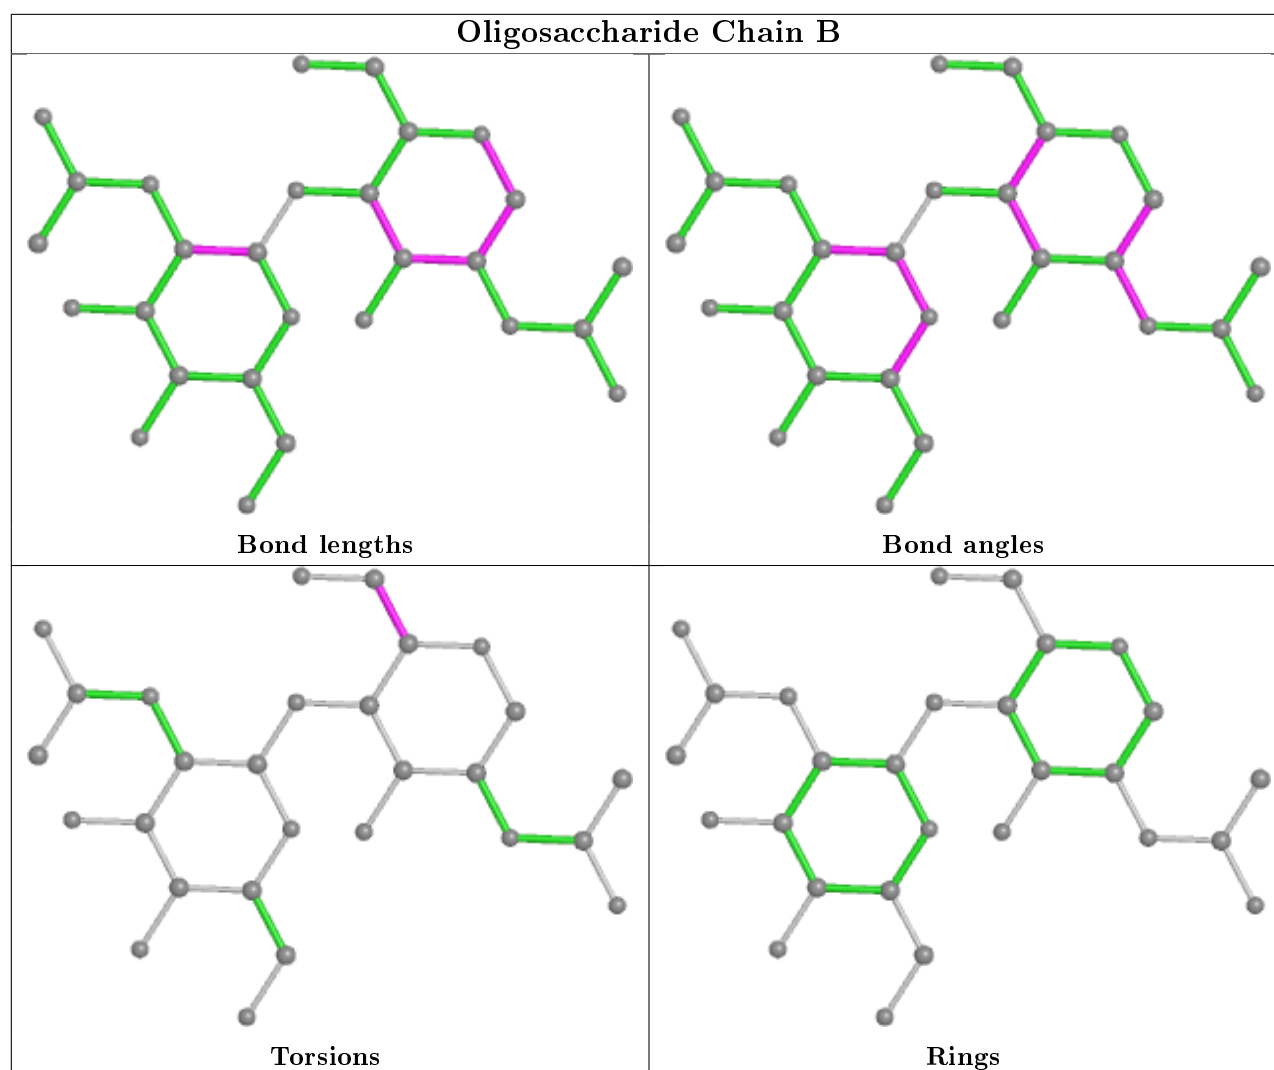 Oligosaccharide Chain B
Bond lengths
Bond angles
Torsions
Rings